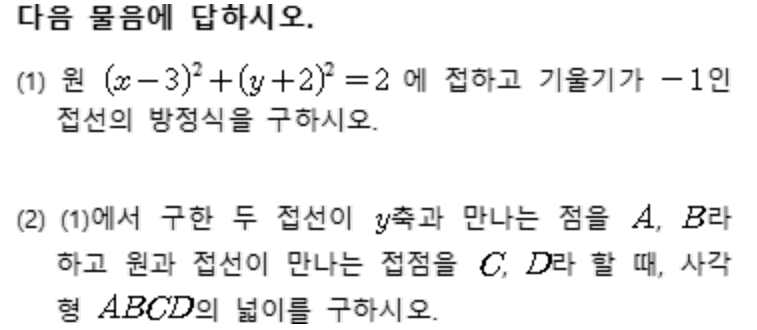 다음 물음에 답하시오.
(1) 원 (x-3)²+(y+2)²=2 에 접하고 기울기가 -1인
접선의 방정식을 구하시오.
(2) (1)에서 구한 두 접선이 y축과 만나는 점을 A, B라
하고 원과 접선이 만나는 접점을 C, D라 할 때, 사각
형 ABCD의 넓이를 구하시오.